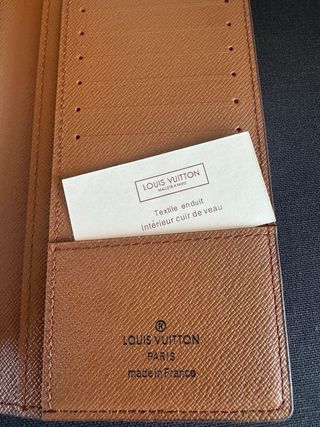 LOUIS VUITTON
MALLETIER À PARIS
Textile enduit
Intérieur cuir de veau
®
LOUIS VUITTON
PARIS
made in France